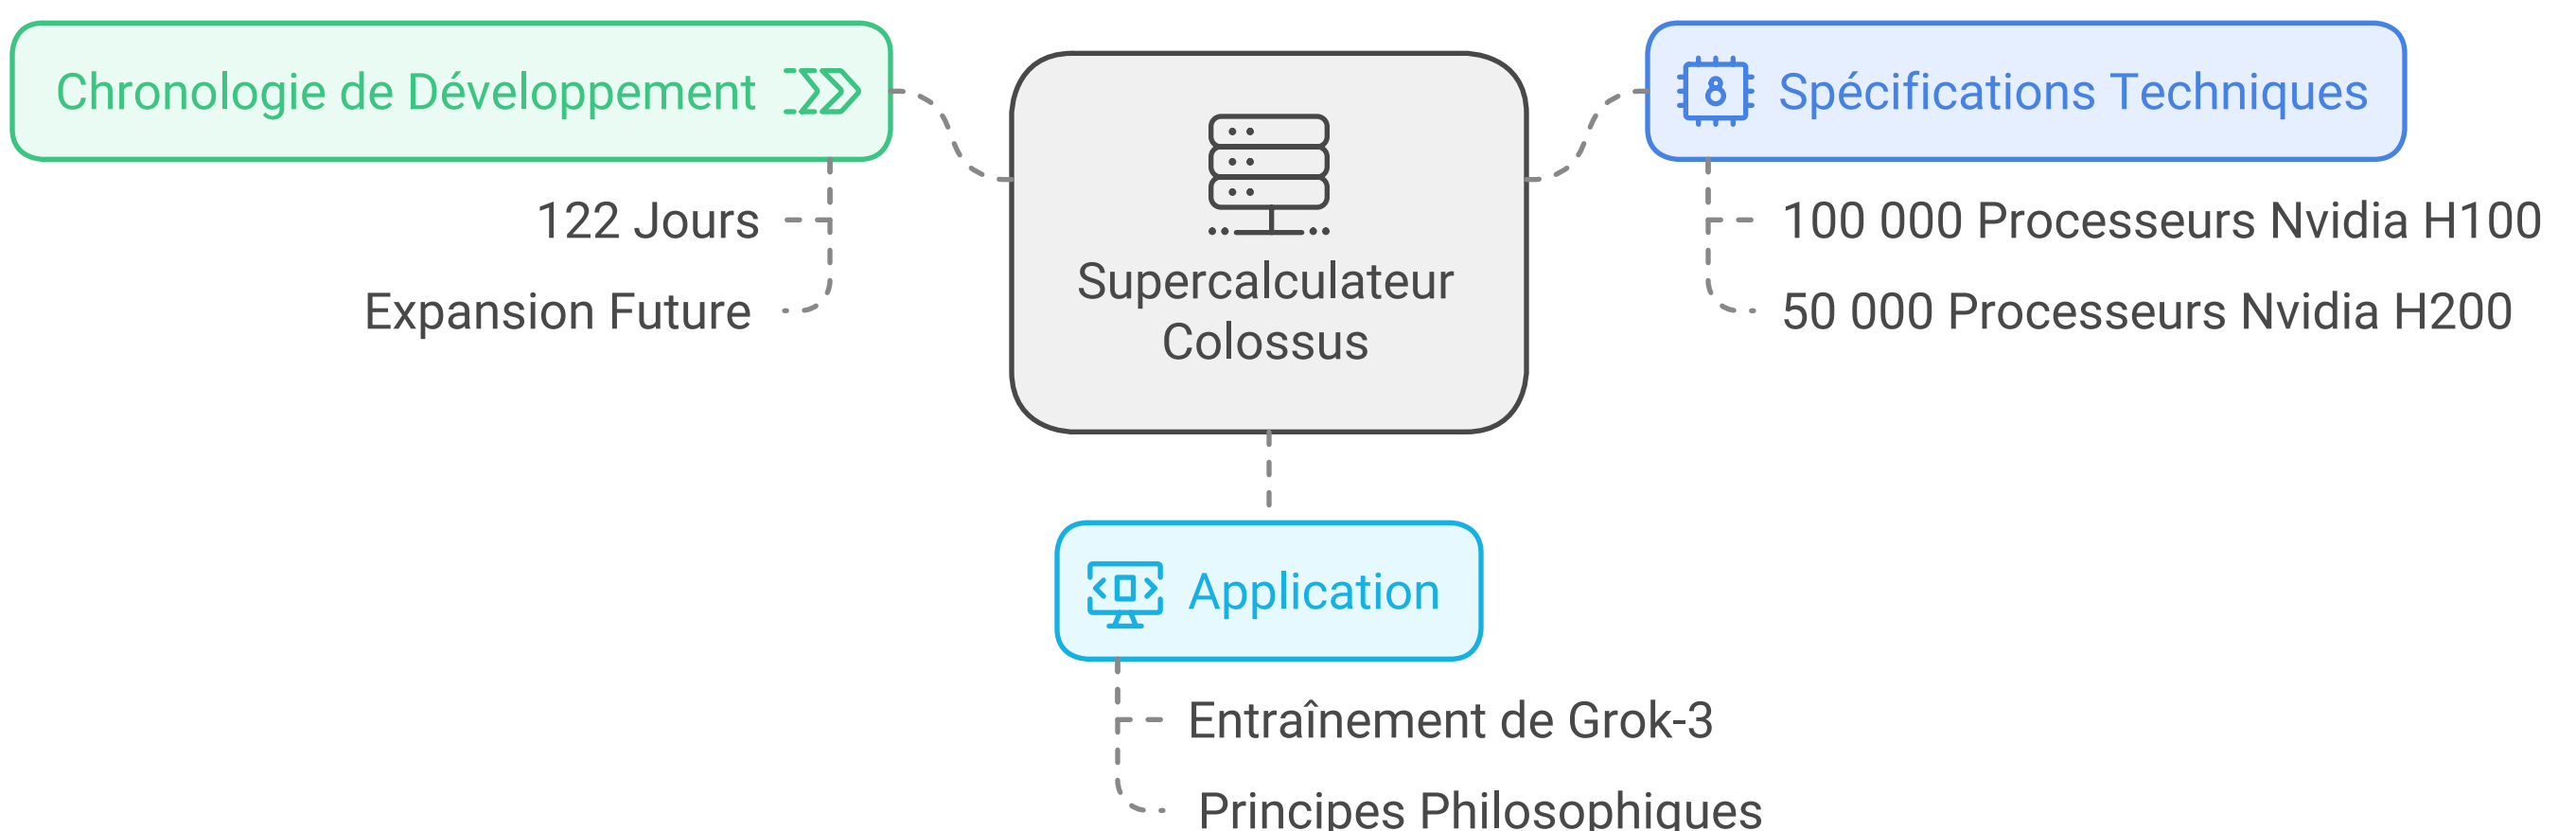 Chronologie de Développement
122 Jours
Expansion Future
Supercalculateur
Colossus
Spécifications Techniques
8
100 000 Processeurs Nvidia H100
50 000 Processeurs Nvidia H200
Application
Entraînement de Grok-3
Principes Philosophiques